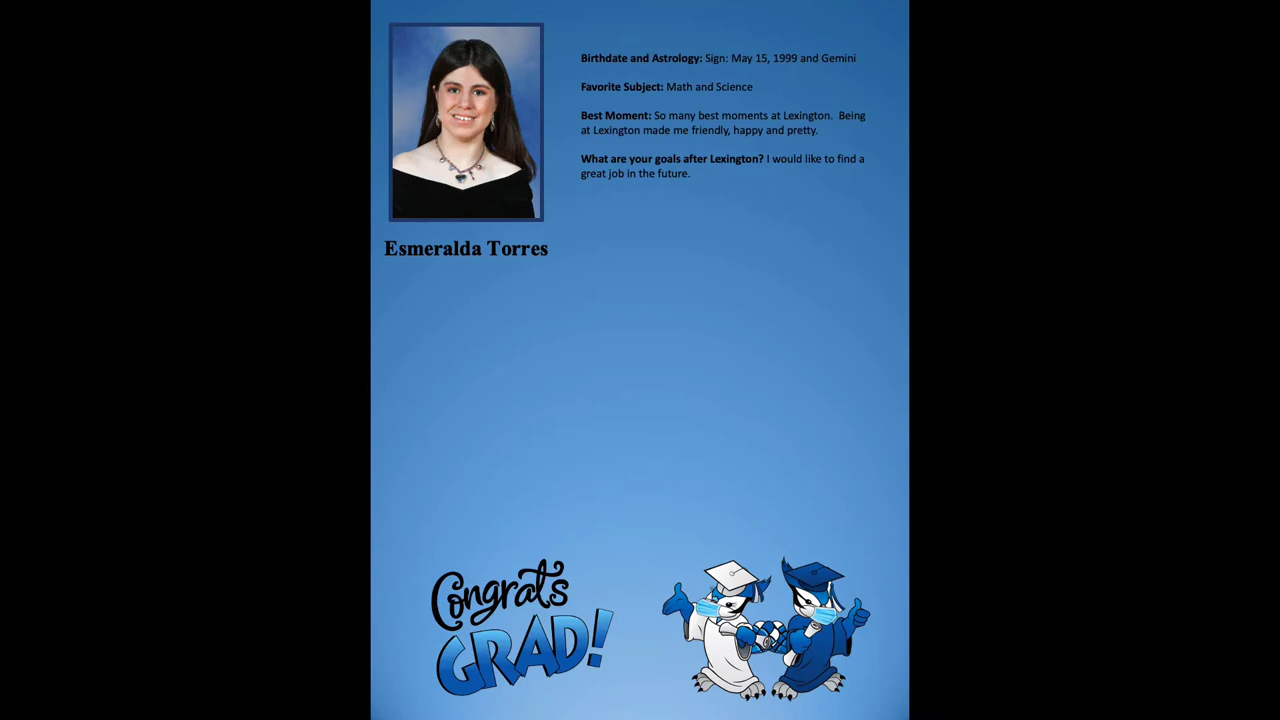 Birthdate and Astrology: Sign: May 15, 1999 and Gemini
Favorite Subject: Math and Science
Best Moment: So many best moments at Lexington.  Being
at Lexington made me friendly, happy and pretty.
What are your goals after Lexington? I would like to find a
great job in the future.
Esmeralda Torres
Congrats
GRAD!